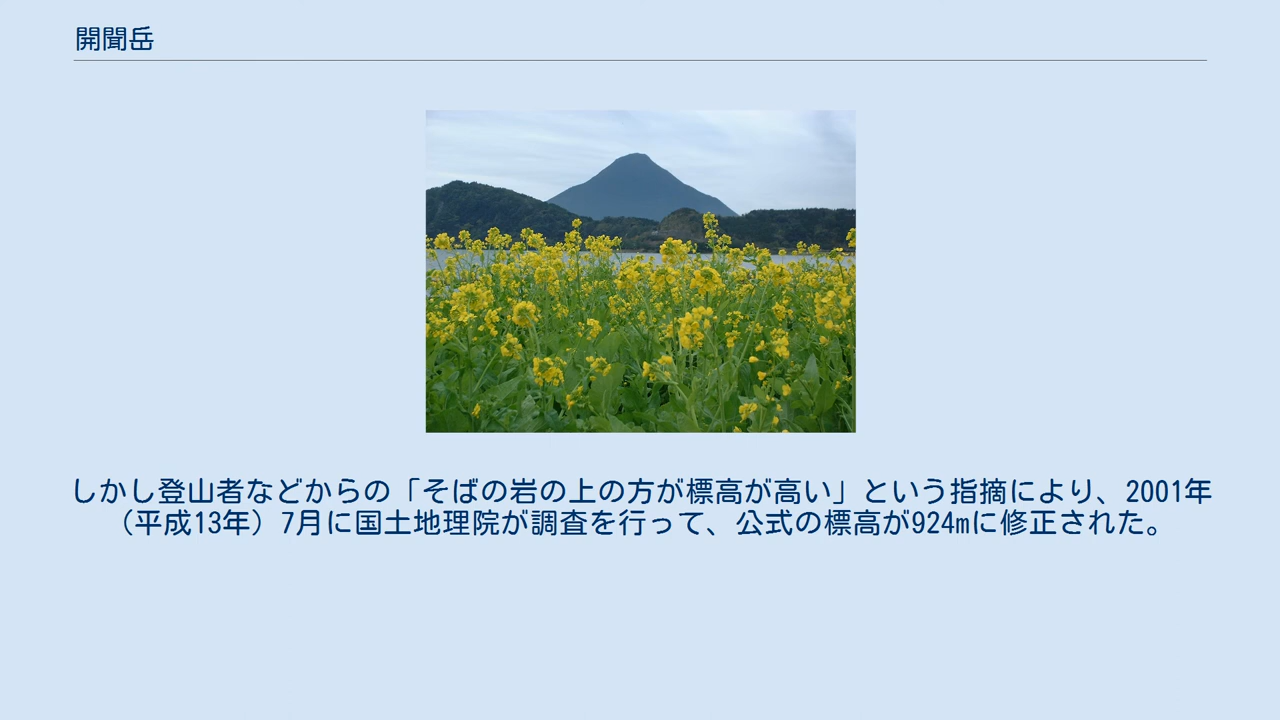 開聞岳
しかし登山者などからの「そばの岩の上の方が標高が高い」という指摘により、2001年
（平成13年）7月に国土地理院が調査を行って、公式の標高が924mに修正された。